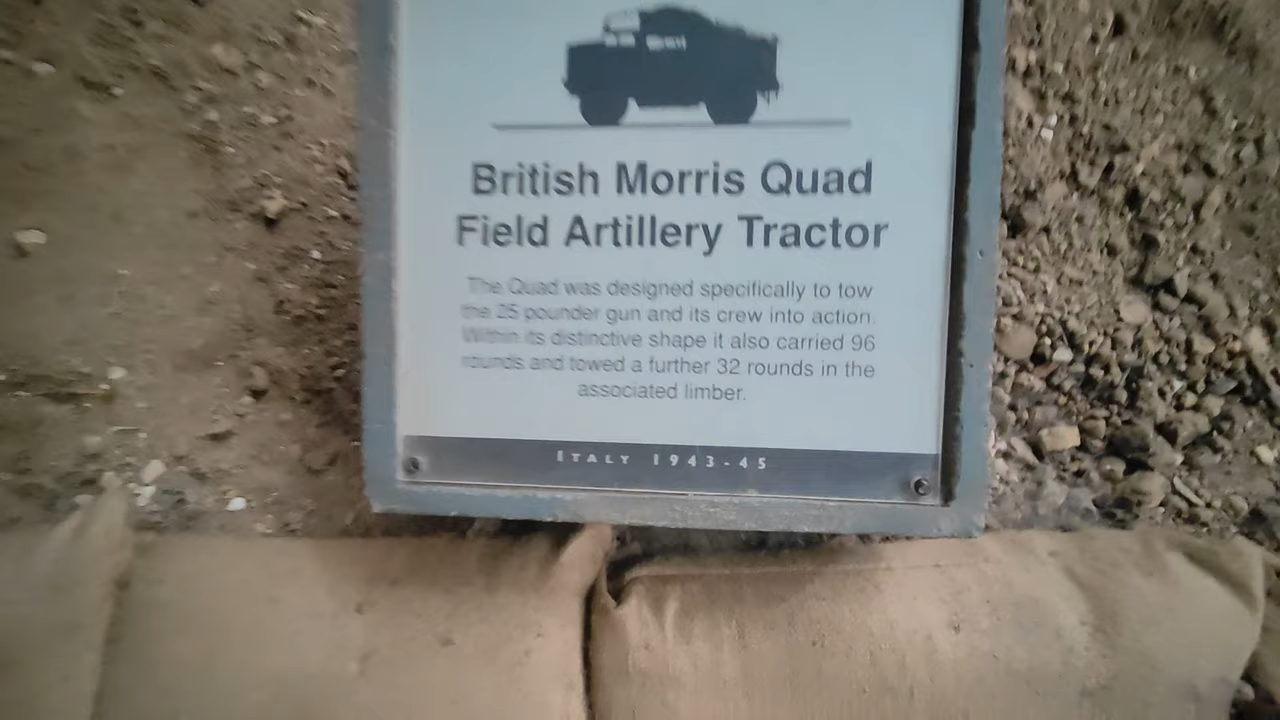 British Morris Quad
Field Artillery Tractor
The Quad was designed specifically to tow
the 25 pounder gun and its crew into action.
Within its distinctive shape it also carried 96
rounds and towed a further 32 rounds in the
associated limber.
ITALY 1943-45